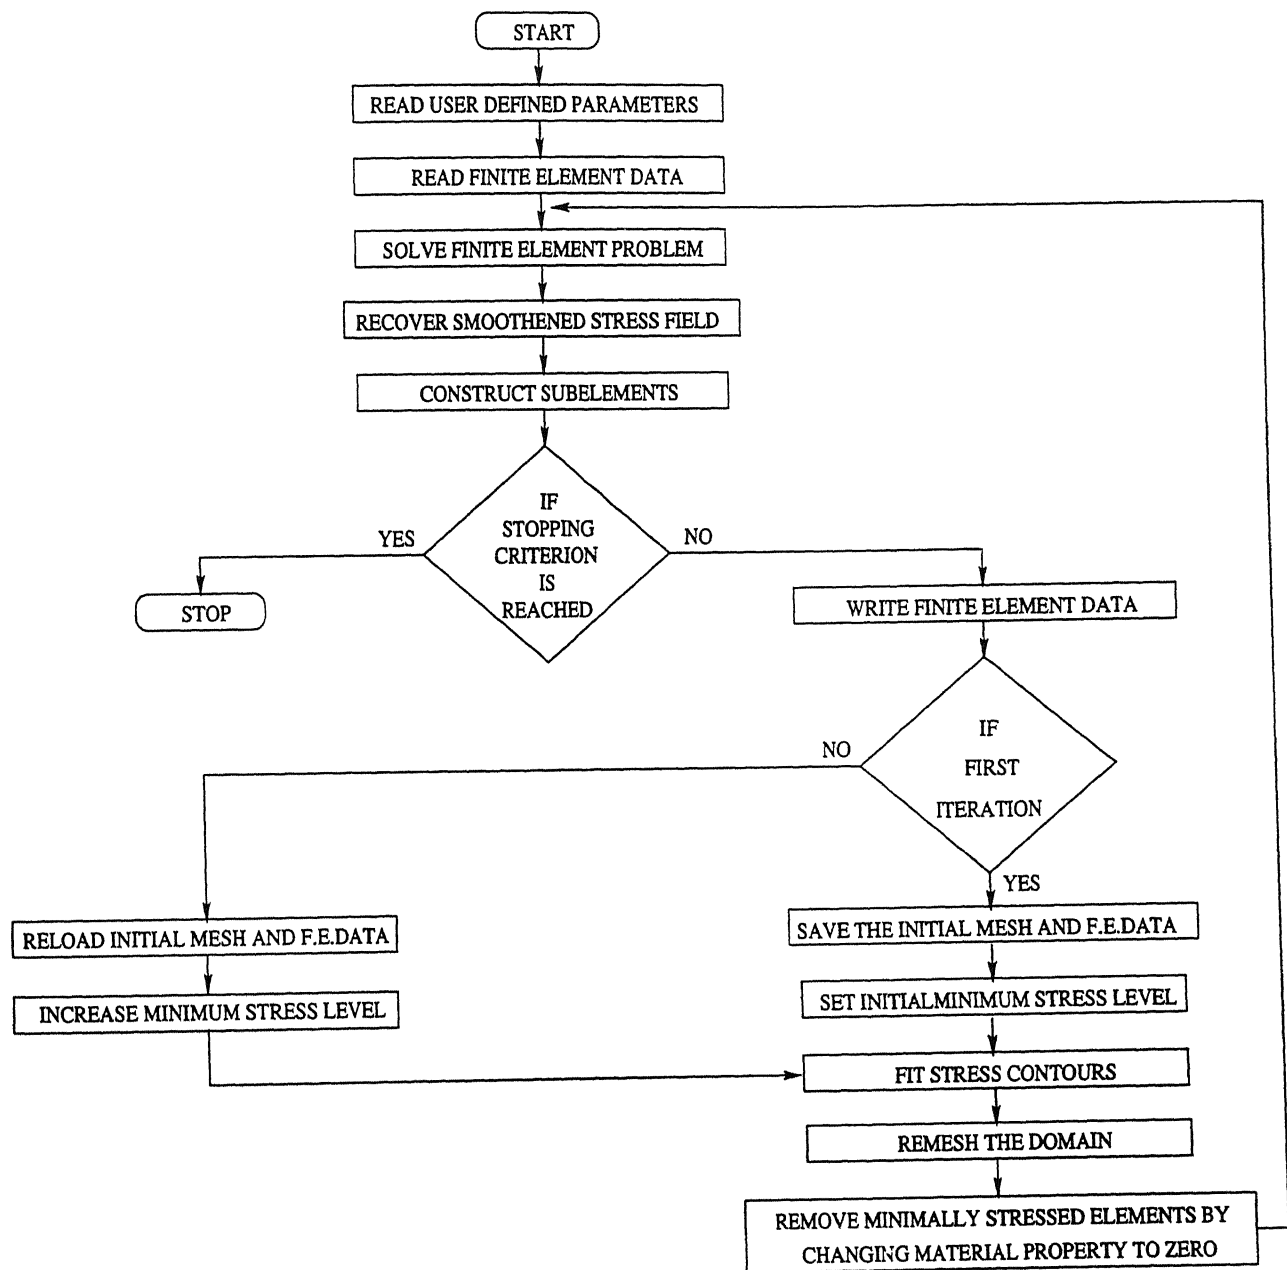 START
READ USER DEFINED PARAMETERS
READ FINITE ELEMENT DATA
SOLVE FINITE ELEMENT PROBLEM
RECOVER SMOOTHENED STRESS FIELD
CONSTRUCT SUBELEMENTS
IF
STOPPING
CRITERION
IS
REACHED
YES
NO
STOP
WRITE FINITE ELEMENT DATA
IF
FIRST
ITERATION
NO
YES
RELOAD INITIAL MESH AND F.E.DATA
INCREASE MINIMUM STRESS LEVEL
SAVE THE INITIAL MESH AND F.E.DATA
SET INITIALMINIMUM STRESS LEVEL
FIT STRESS CONTOURS
REMESH THE DOMAIN
REMOVE MINIMALLY STRESSED ELEMENTS BY
CHANGING MATERIAL PROPERTY TO ZERO